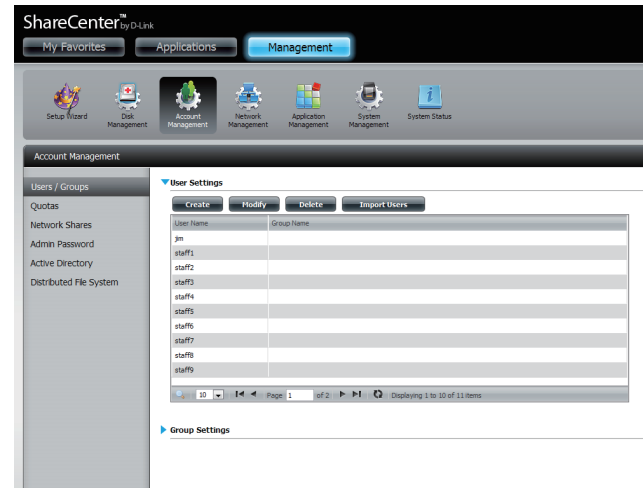 ShareCenter™ by D-Link
My Favorites Applications Management
Setup Wizard Disk Management Account Management Network Management Application Management System Management System Status
Account Management
Users / Groups
Quotas
Network Shares
Admin Password
Active Directory
Distributed File System
User Settings
Create Modify Delete Import Users
User Name Group Name
jim
staff1
staff2
staff3
staff4
staff5
staff6
staff7
staff8
staff9
10 Page 1 of 2 Displaying 1 to 10 of 11 items
Group Settings